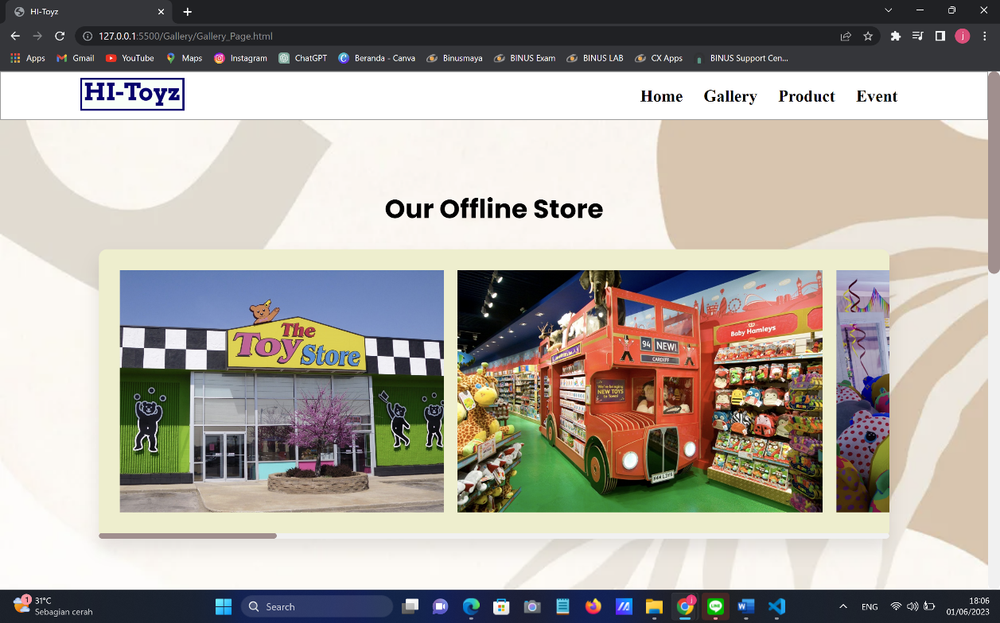 HI-Toyz
127.0.0.1:5500/Gallery/Gallery_Page.html
j
Apps Gmail YouTube Maps Instagram ChatGPT Beranda - Canva Binusmaya BINUS Exam BINUS LAB CX Apps BINUS Support Cen...
HI-Toyz
Home Gallery Product Event
Our Offline Store
The
Toy Store
94 NEW!
CARDIFF
We're bringing
NEW TOYS
to Town!
Baby Hamleys
H4M L3YS
1
31°C
Sebagian cerah
Search
ENG
18:06
01/06/2023